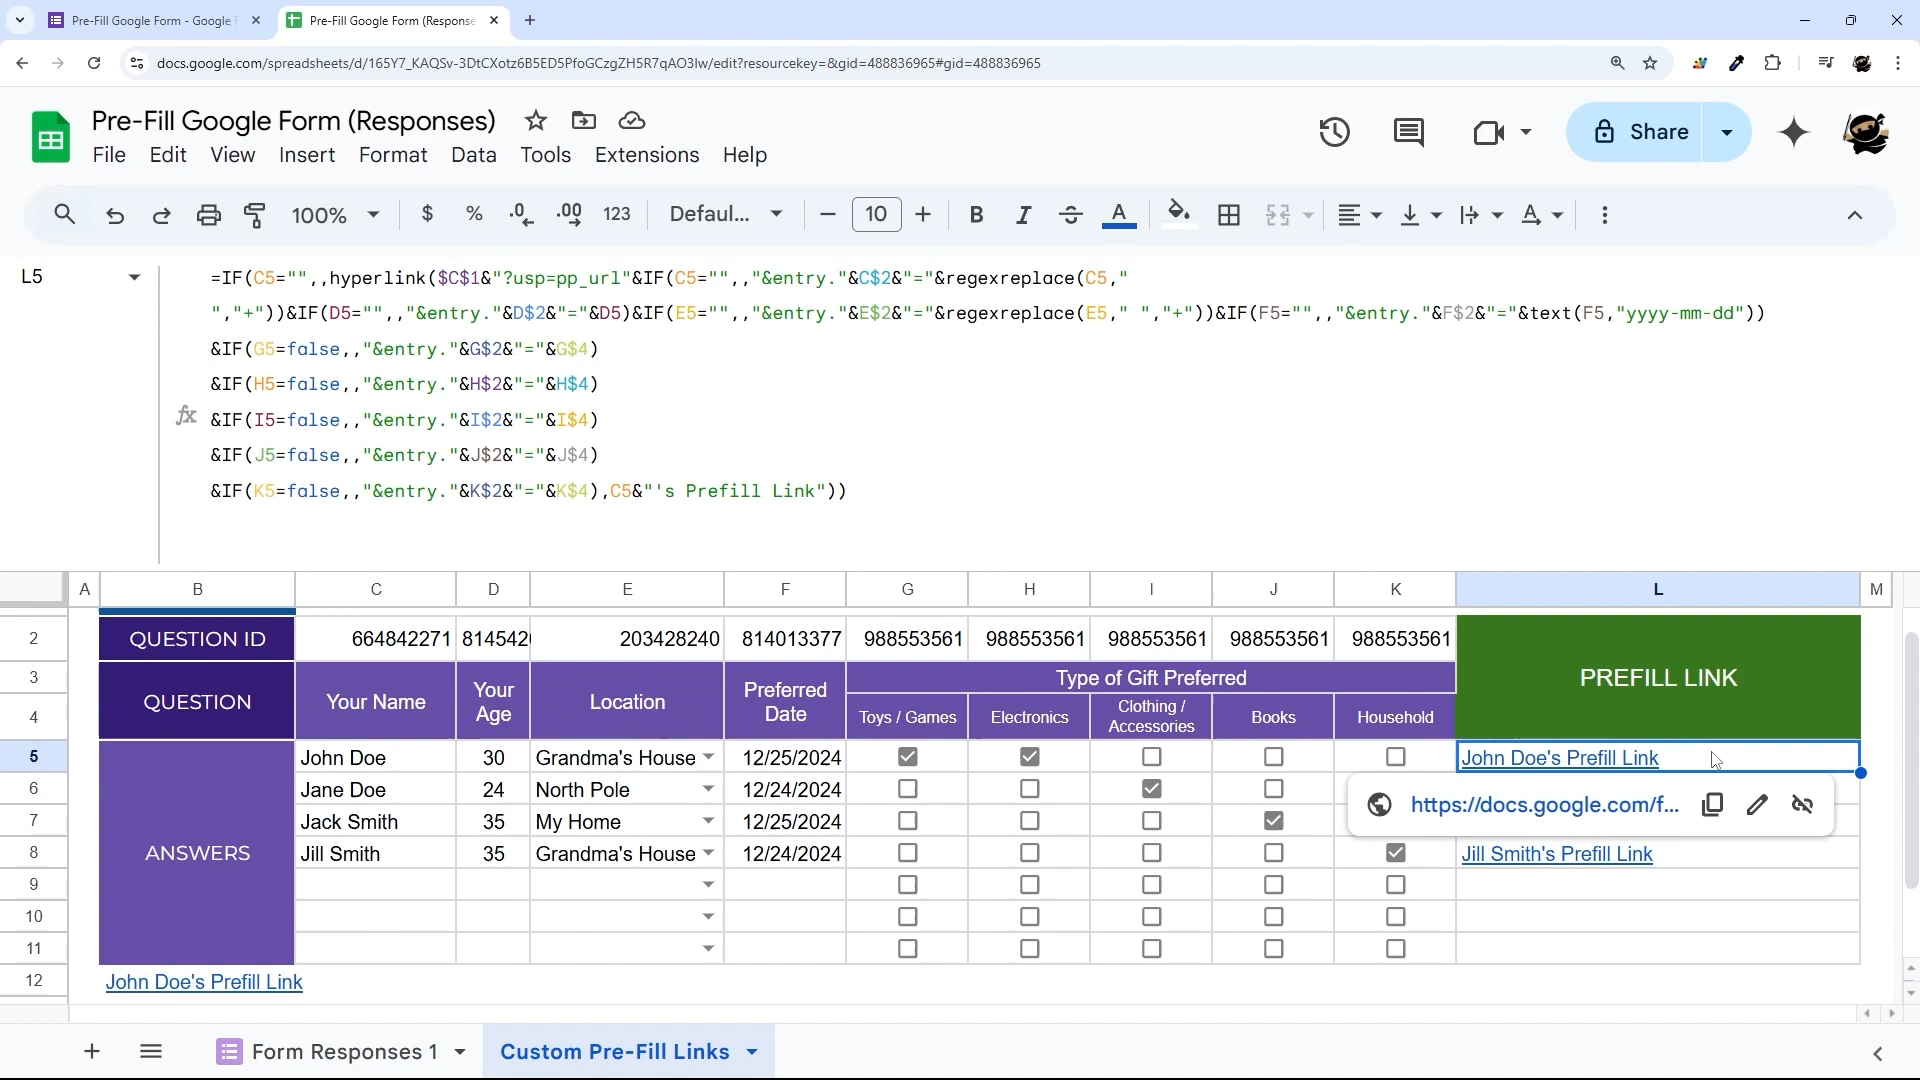 Pre-Fill Google Form - Google F
Pre-Fill Google Form (Response
docs.google.com/spreadsheets/d/165Y7_KAQSv-3DtCXotz6B5ED5PfoGCzgZH5R7qAO3lw/edit?resourcekey=&gid=488836965#gid=488836965
Pre-Fill Google Form (Responses)
File Edit View Insert Format Data Tools Extensions Help
Share
100% $ % .0 .00 123 Defaul... − 10 + B I A
L5
=IF(C5="",,hyperlink($C$1&"?usp=pp_url"&IF(C5="",,"&entry."&C$2&"="&regexreplace(C5,"
","+"))&IF(D5="",,"&entry."&D$2&"="&D5)&IF(E5="",,"&entry."&E$2&"="&regexreplace(E5," ","+"))&IF(F5="",,"&entry."&F$2&"="&text(F5,"yyyy-mm-dd"))
&IF(G5=false,,"&entry."&G$2&"="&G$4)
&IF(H5=false,,"&entry."&H$2&"="&H$4)
fx
&IF(I5=false,,"&entry."&I$2&"="&I$4)
&IF(J5=false,,"&entry."&J$2&"="&J$4)
&IF(K5=false,,"&entry."&K$2&"="&K$4),C5&"'s Prefill Link"))
A B C D E F G H I J K L M
2 QUESTION ID 664842271 814542 203428240 814013377 988553561 988553561 988553561 988553561 988553561
PREFILL LINK
3 QUESTION Your Name Your Age Location Preferred Date Type of Gift Preferred
4 Toys / Games Electronics Clothing / Accessories Books Household
5 John Doe 30 Grandma's House 12/25/2024 John Doe's Prefill Link
6 Jane Doe 24 North Pole 12/24/2024
https://docs.google.com/f...
7 Jack Smith 35 My Home 12/25/2024
8 ANSWERS Jill Smith 35 Grandma's House 12/24/2024 Jill Smith's Prefill Link
9
10
11
12 John Doe's Prefill Link
Form Responses 1 Custom Pre-Fill Links